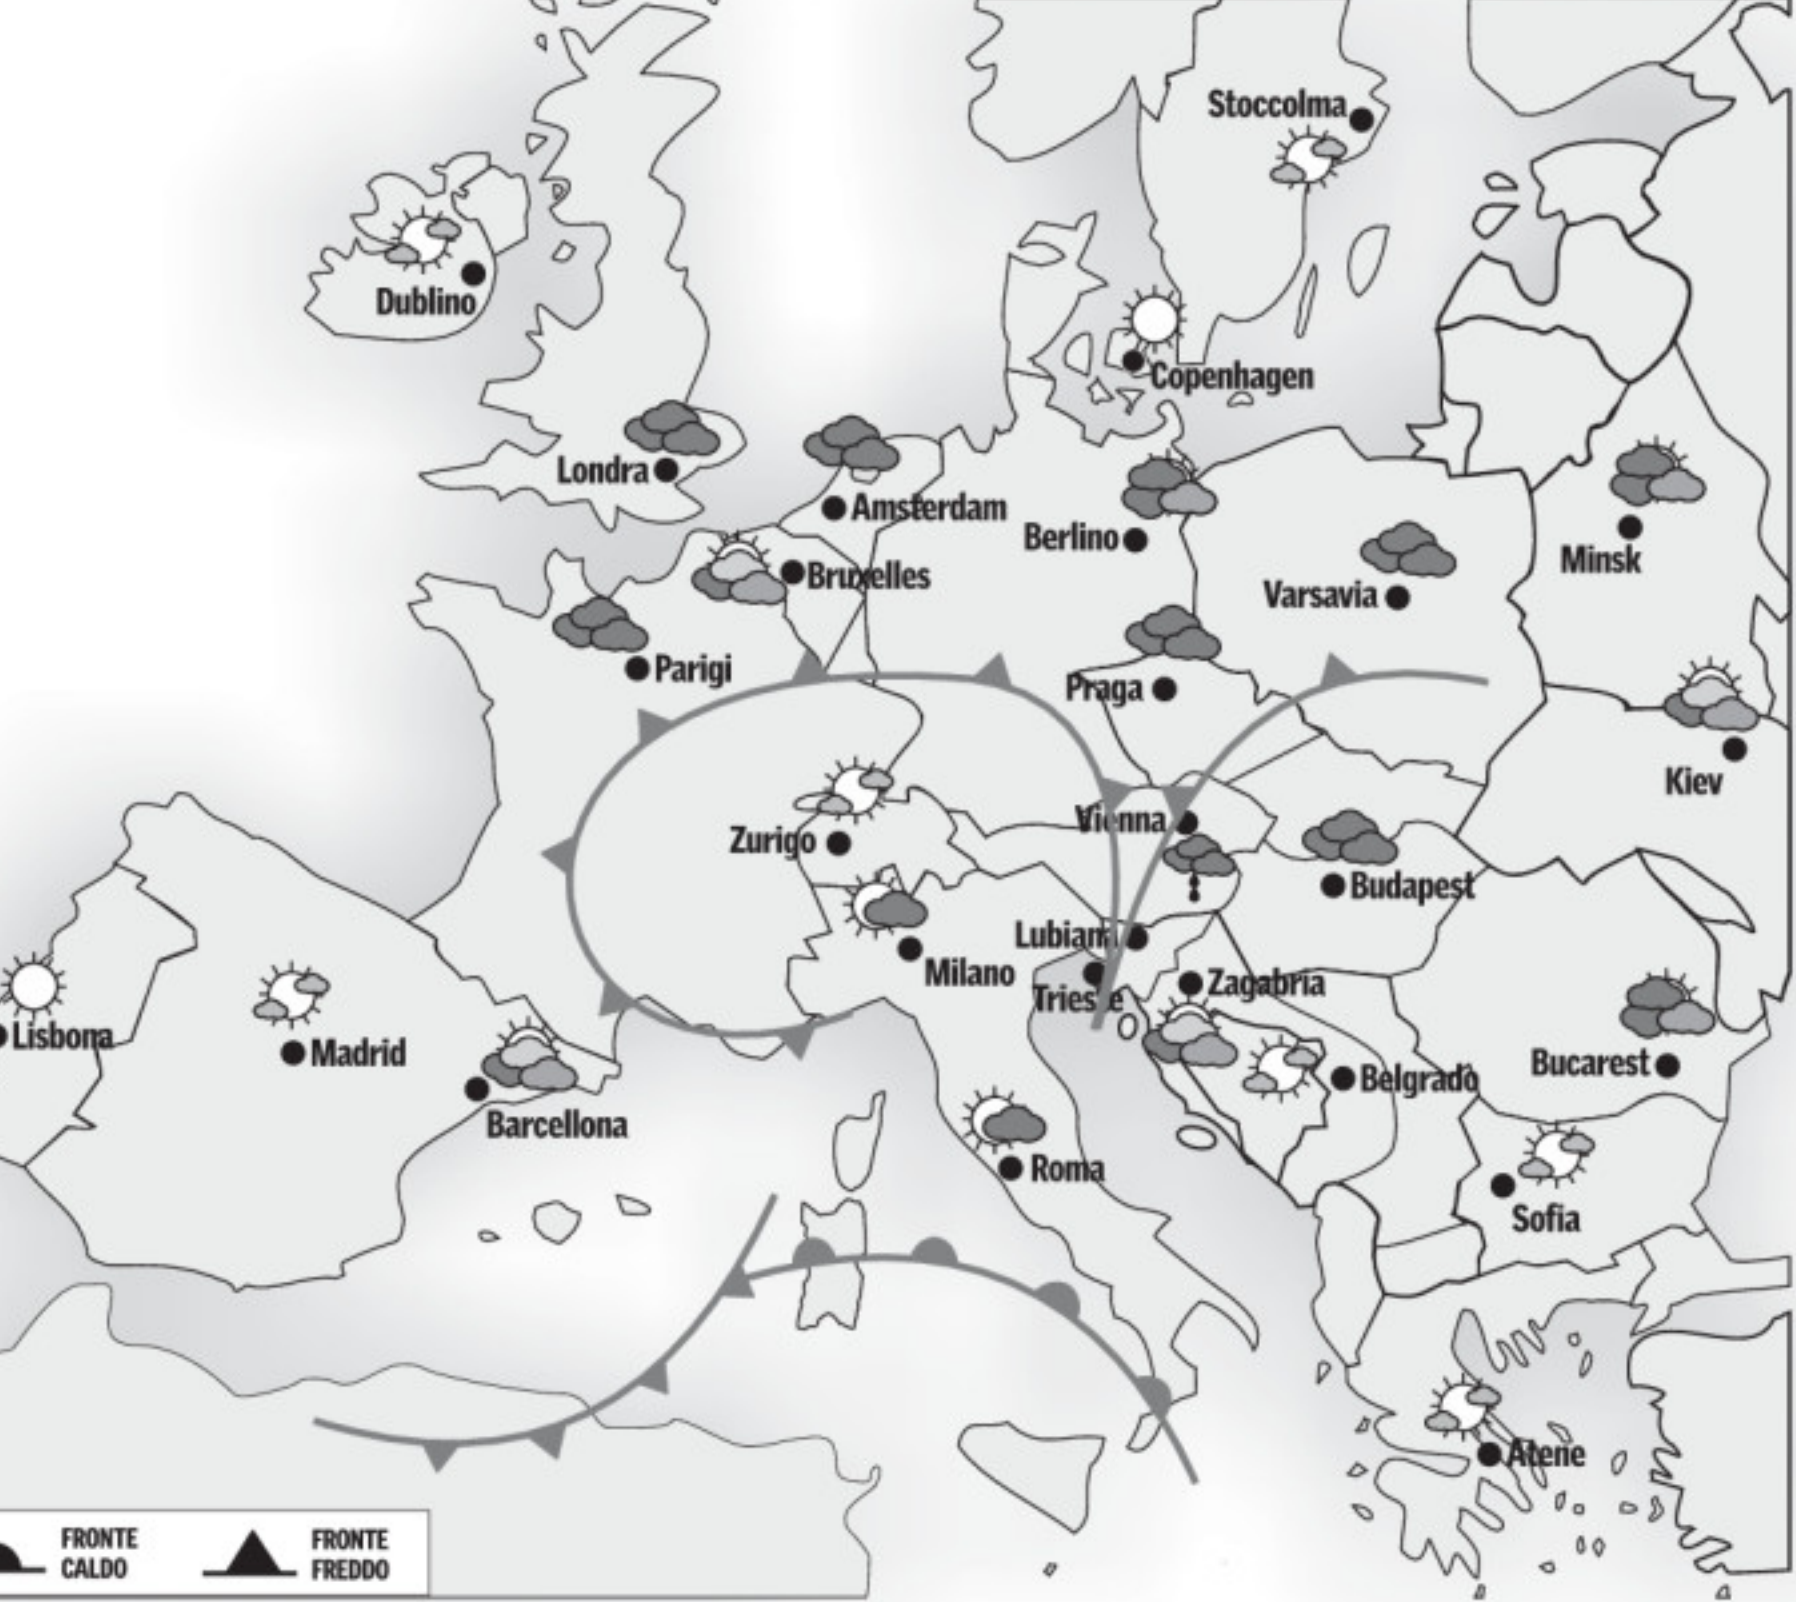 Stoccolma
Dublino
Copenhagen
Londra
Amsterdam
Berlino
Minsk
Bruxelles
Varsavia
Parigi
Praga
Kiev
Vienna
Zurigo
Budapest
Lubiana
Milano
Zagabria
Trieste
Lisbona
Madrid
Bucarest
Belgrado
Barcellona
Roma
Sofia
Atene
FRONTE
CALDO
FRONTE
FREDDO